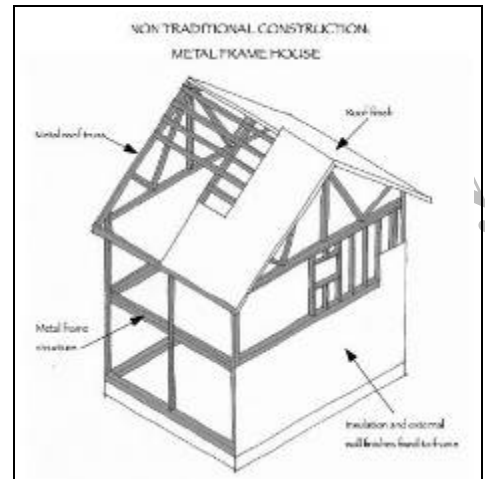 NON TRADITIONAL CONSTRUCTION:
METAL FRAME HOUSE
Roof finish
Metal roof truss
Metal frame
structure
Insulation and external
wall finishes fixed to frame